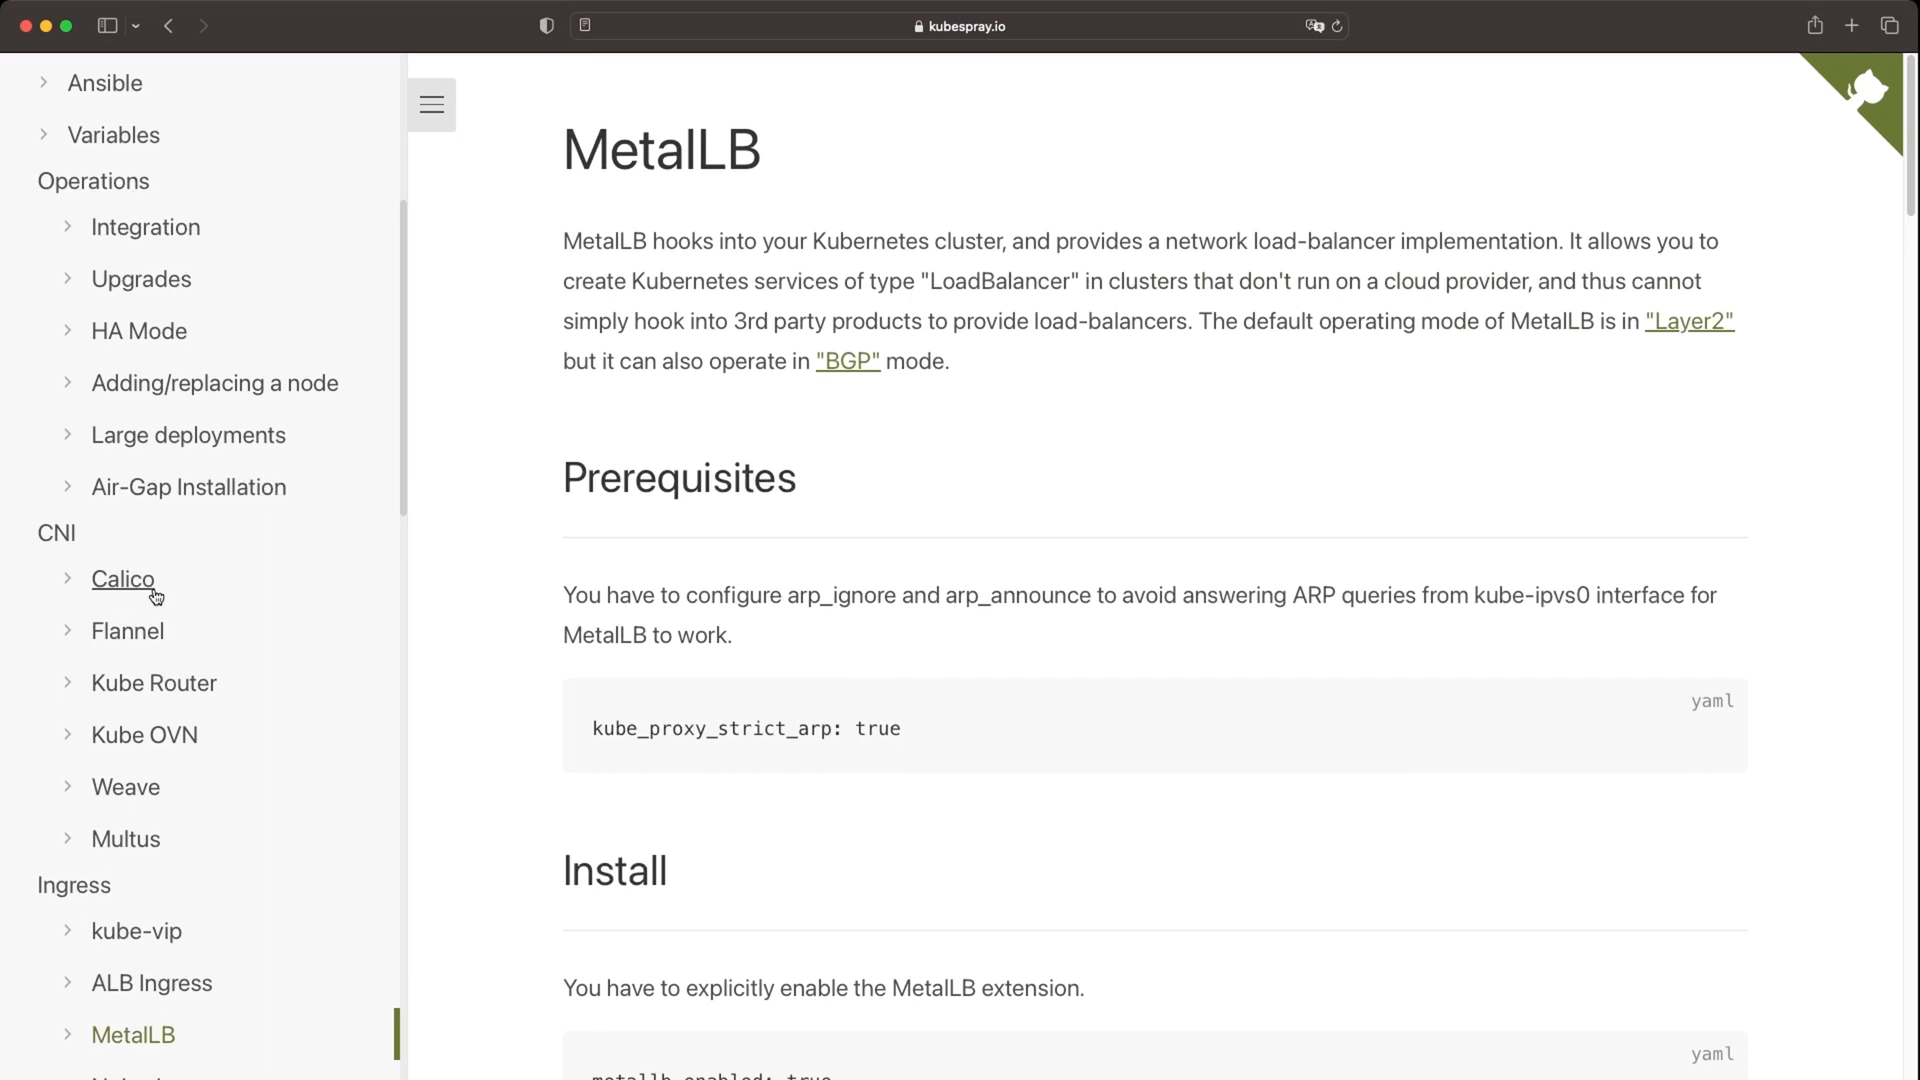 kubespray.io
Ansible
Variables
Operations
Integration
Upgrades
HA Mode
Adding/replacing a node
Large deployments
Air-Gap Installation
CNI
Calico
Flannel
Kube Router
Kube OVN
Weave
Multus
Ingress
kube-vip
ALB Ingress
MetalLB
MetalLB
MetalLB hooks into your Kubernetes cluster, and provides a network load-balancer implementation. It allows you to
create Kubernetes services of type "LoadBalancer" in clusters that don't run on a cloud provider, and thus cannot
simply hook into 3rd party products to provide load-balancers. The default operating mode of MetalLB is in "Layer2"
but it can also operate in "BGP" mode.
Prerequisites
You have to configure arp_ignore and arp_announce to avoid answering ARP queries from kube-ipvs0 interface for
MetalLB to work.
yaml
kube_proxy_strict_arp: true
Install
You have to explicitly enable the MetalLB extension.
yaml
metallb_enabled: true